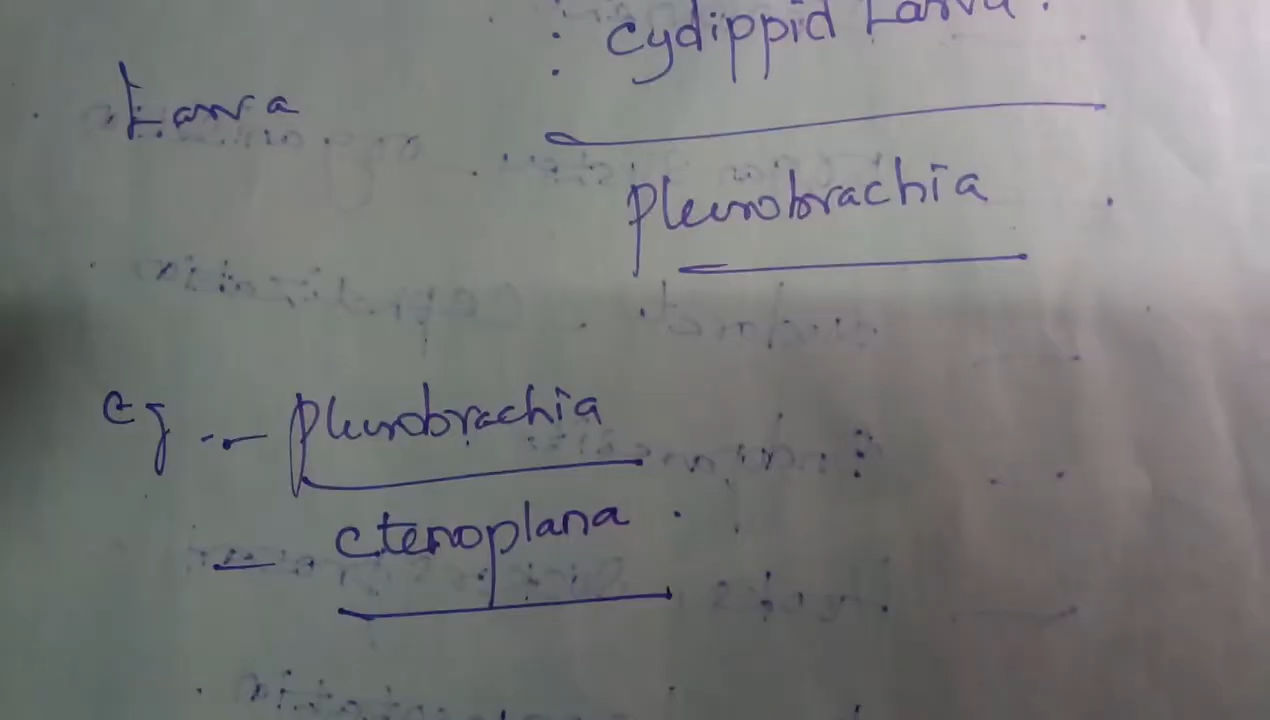 Larva : Cydippid Larva.
Pleurobrachia
eg -- Pleurobrachia
— Ctenoplana.